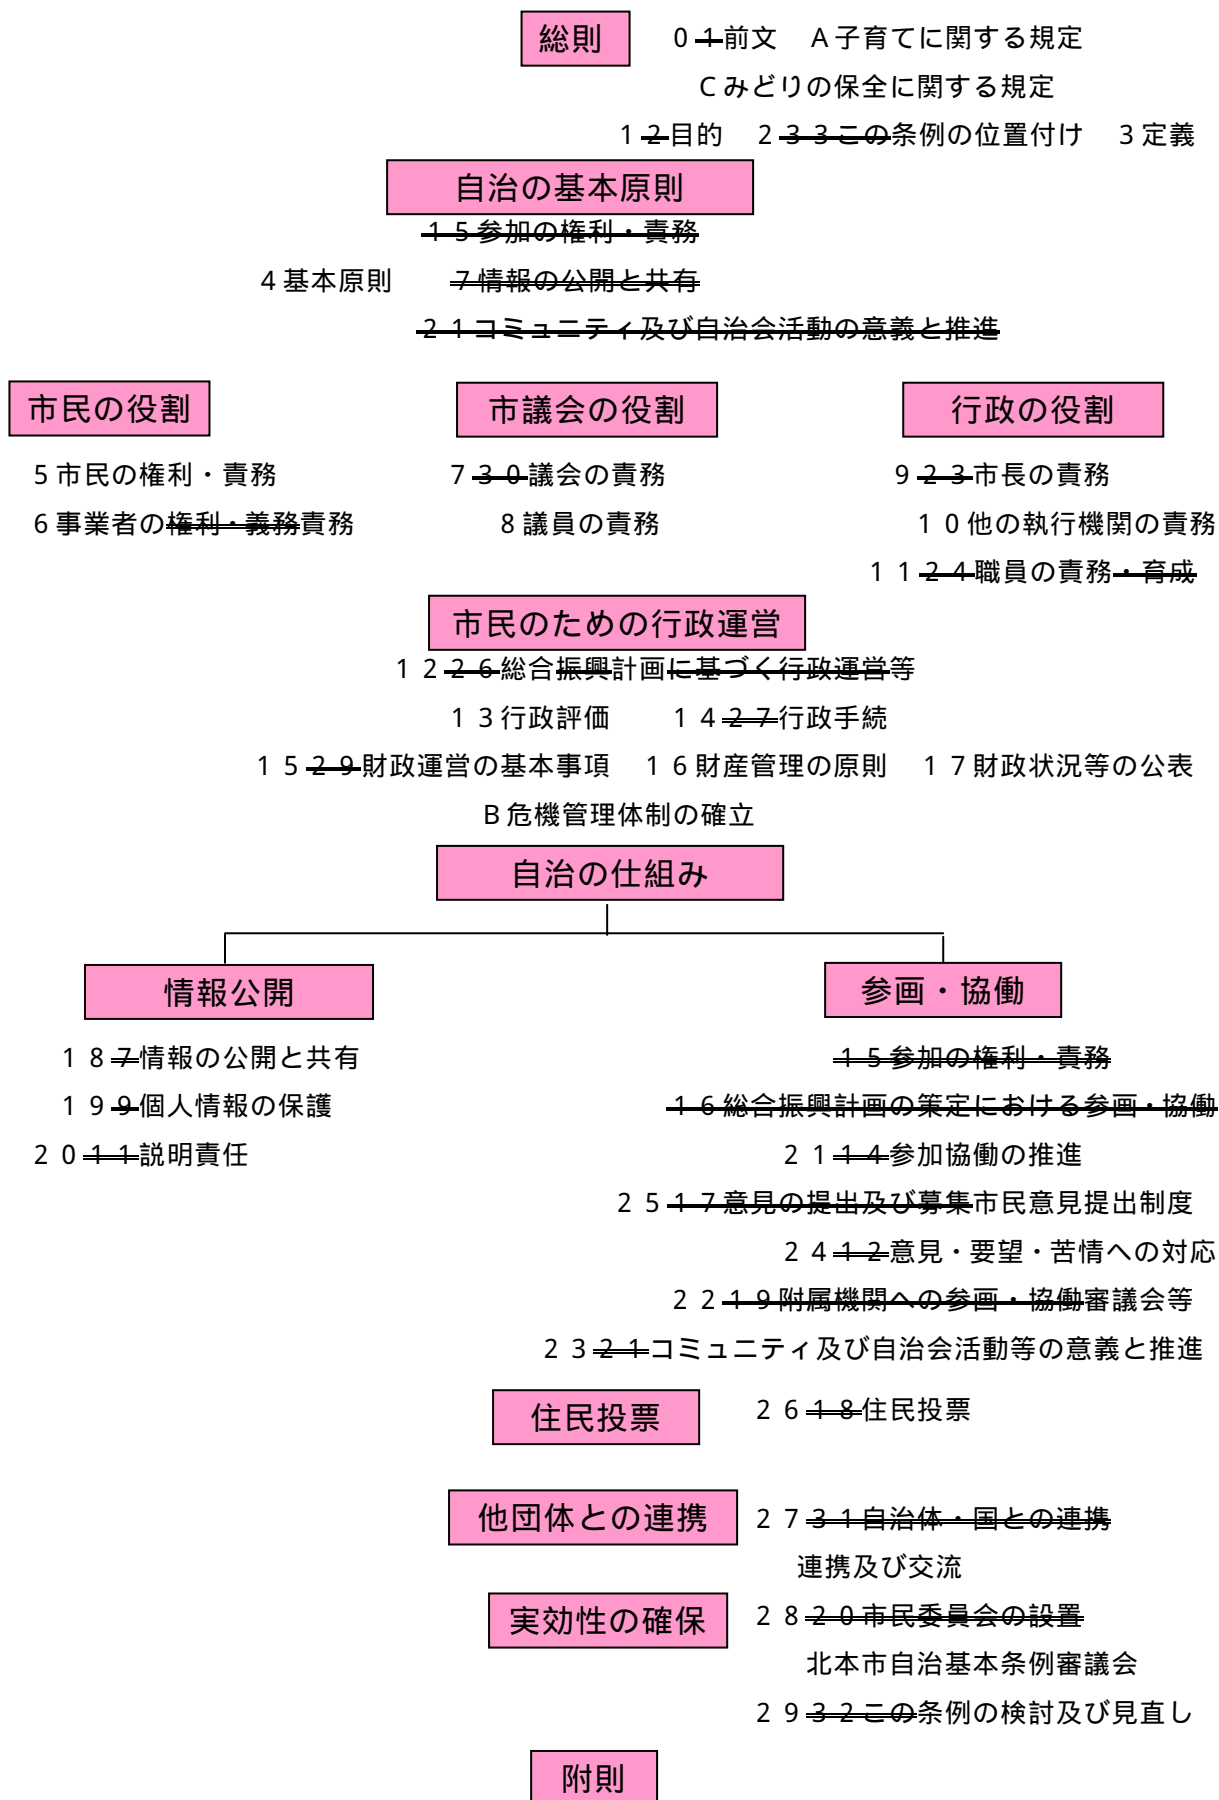 総則 0 1前文 A子育てに関する規定
Cみどりの保全に関する規定
1 2目的 2 3 3この条例の位置付け 3定義
自治の基本原則
1 5参加の権利・責務
4基本原則 7情報の公開と共有
2 1コミュニティ及び自治会活動の意義と推進
市民の役割 市議会の役割 行政の役割
5市民の権利・責務 7 3 0議会の責務 9 2 3市長の責務
6事業者の権利・義務責務 8議員の責務 1 0他の執行機関の責務
1 1 2 4職員の責務・育成
市民のための行政運営
1 2 2 6総合振興計画に基づく行政運営等
1 3行政評価 1 4 2 7行政手続
1 5 2 9財政運営の基本事項 1 6財産管理の原則 1 7財政状況等の公表
B危機管理体制の確立
自治の仕組み
情報公開 参画・協働
1 8 7情報の公開と共有 1 5参加の権利・責務
1 9 9個人情報の保護 1 6総合振興計画の策定における参画・協働
2 0 1 1説明責任 2 1 1 4参加協働の推進
2 5 1 7意見の提出及び募集市民意見提出制度
2 4 1 2意見・要望・苦情への対応
2 2 1 9附属機関への参画・協働審議会等
2 3 2 1コミュニティ及び自治会活動等の意義と推進
住民投票 2 6 1 8住民投票
他団体との連携 2 7 3 1自治体・国との連携
連携及び交流
実効性の確保 2 8 2 0市民委員会の設置
北本市自治基本条例審議会
2 9 3 2この条例の検討及び見直し
附則